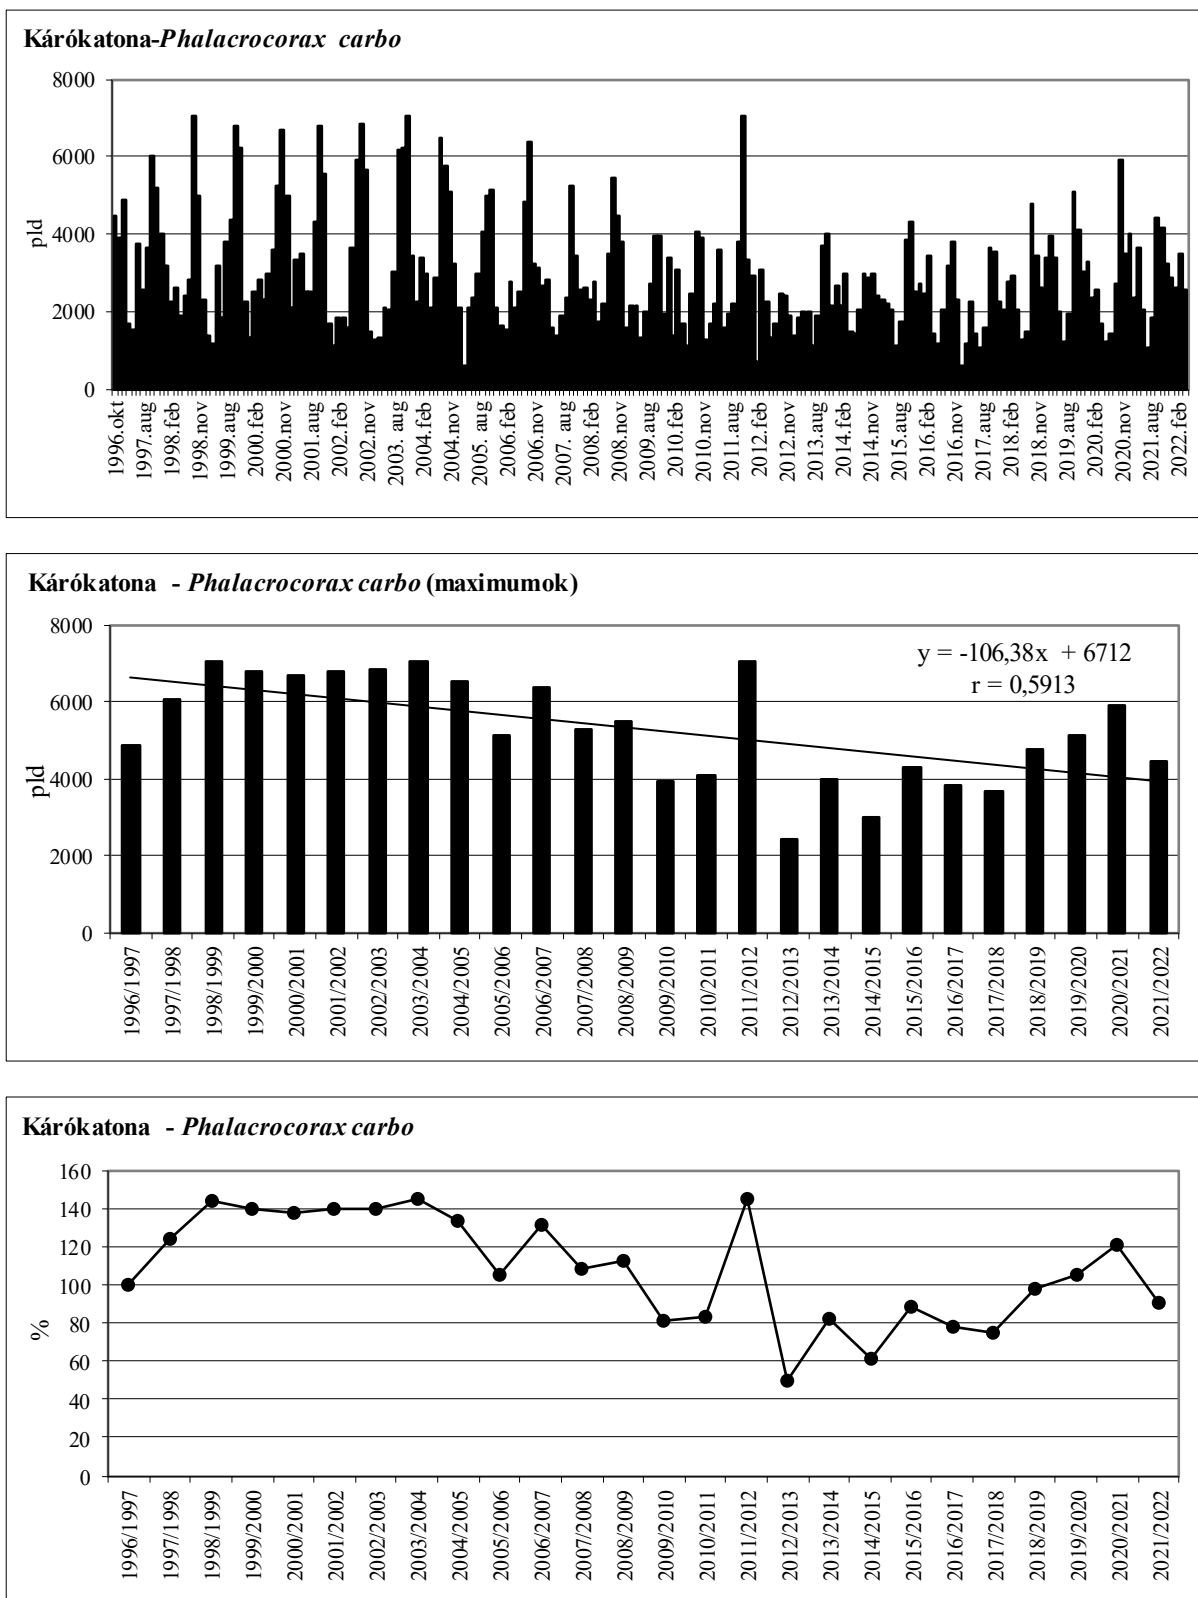 Kárókatona-Phalacrocorax carbo
8000
6000
4000
2000
0
pld
1996.okt
1997.aug
1998.feb
1998.nov
1999.aug
2000.feb
2000.nov
2001.aug
2002.feb
2002.nov
2003. aug
2004.feb
2004.nov
2005. aug
2006.feb
2006.nov
2007. aug
2008.feb
2008.nov
2009.aug
2010.feb
2010.nov
2011.aug
2012.feb
2012.nov
2013.aug
2014.feb
2014.nov
2015.aug
2016.feb
2016.nov
2017.aug
2018.feb
2018.nov
2019.aug
2020.feb
2020.nov
2021.aug
2022.feb
Kárókatona - Phalacrocorax carbo (maximumok)
8000
6000
4000
2000
0
pld
y = -106,38x + 6712
r = 0,5913
1996/1997
1997/1998
1998/1999
1999/2000
2000/2001
2001/2002
2002/2003
2003/2004
2004/2005
2005/2006
2006/2007
2007/2008
2008/2009
2009/2010
2010/2011
2011/2012
2012/2013
2013/2014
2014/2015
2015/2016
2016/2017
2017/2018
2018/2019
2019/2020
2020/2021
2021/2022
Kárókatona - Phalacrocorax carbo
160
140
120
100
80
60
40
20
0
%
1996/1997
1997/1998
1998/1999
1999/2000
2000/2001
2001/2002
2002/2003
2003/2004
2004/2005
2005/2006
2006/2007
2007/2008
2008/2009
2009/2010
2010/2011
2011/2012
2012/2013
2013/2014
2014/2015
2015/2016
2016/2017
2017/2018
2018/2019
2019/2020
2020/2021
2021/2022